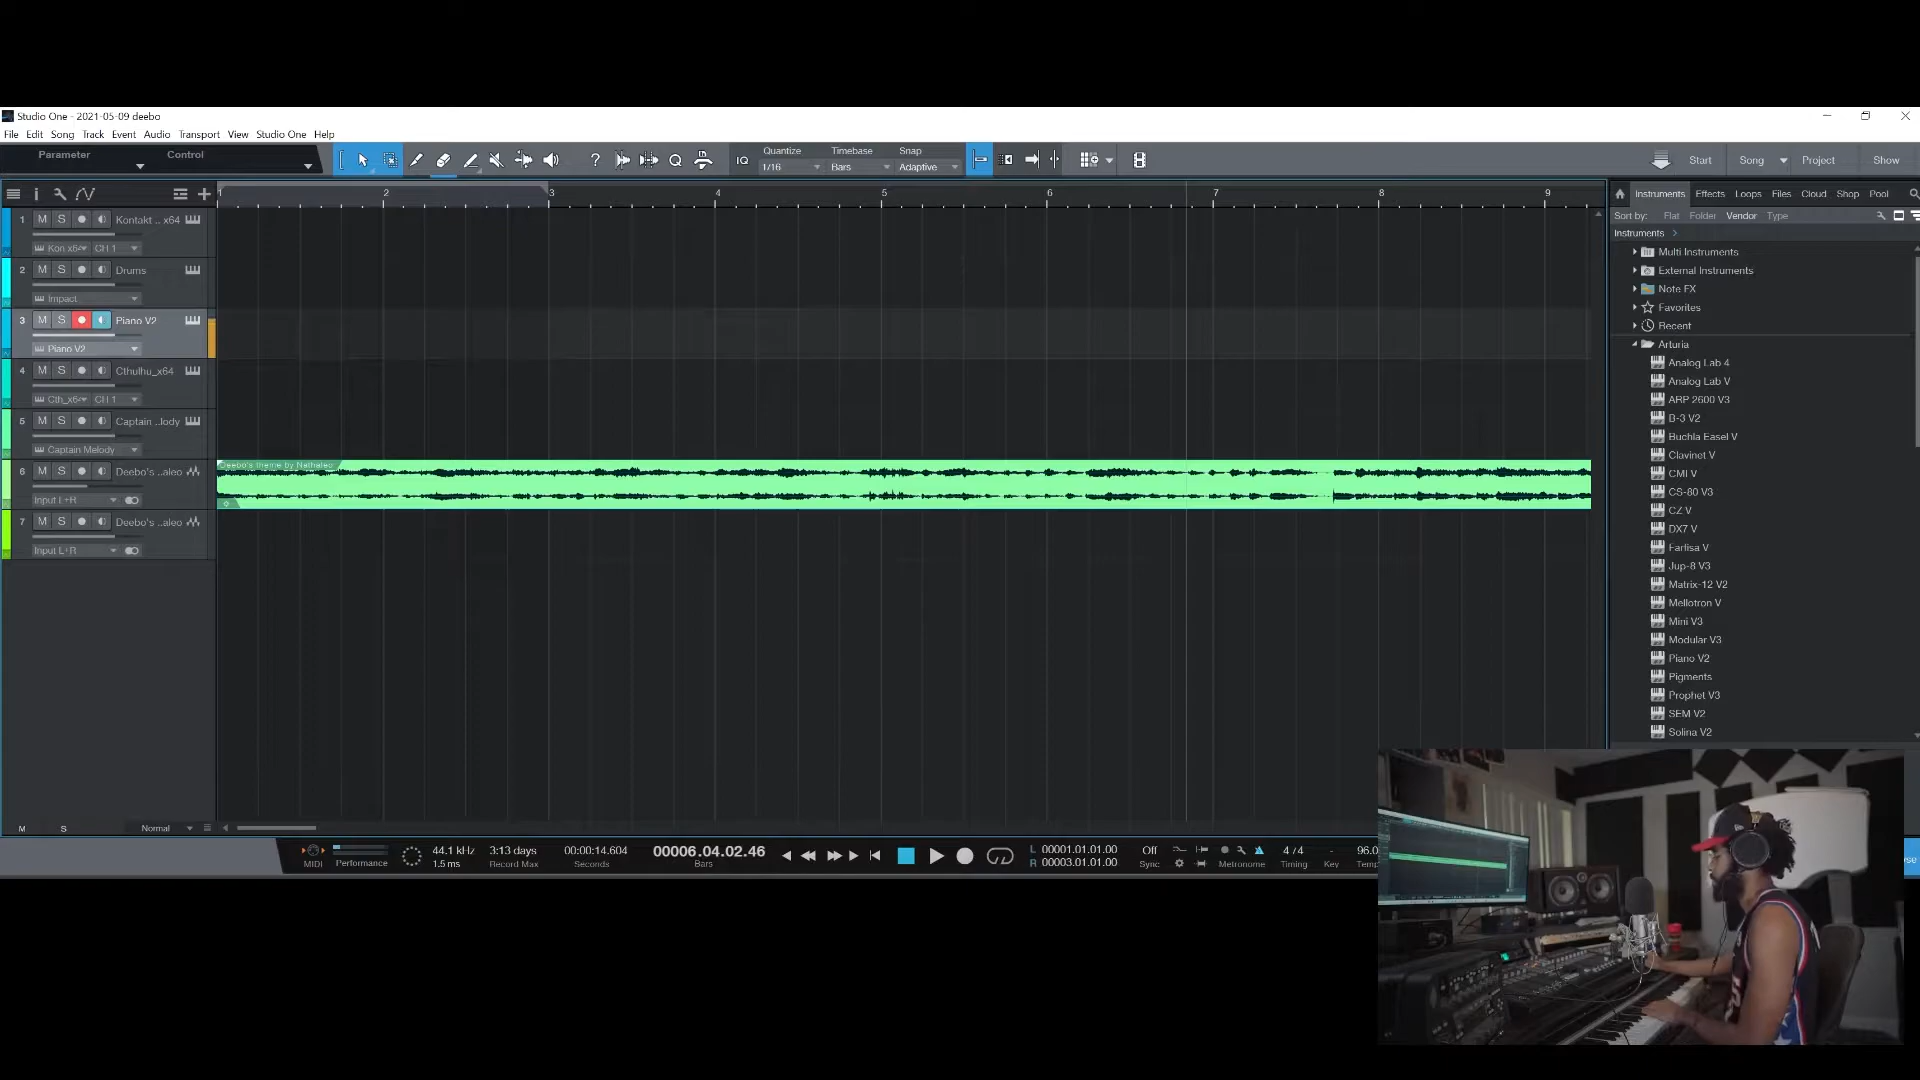 Studio One - 2021-05-09 deebo
File Edit Song Track Event Audio Transport View Studio One Help
Parameter Control
Quantize Timebase Snap
IQ 1/16 Bars Adaptive
Start Song Project Show
1 2 3 4 5 6 7 8 9
Instruments Effects Loops Files Cloud Shop Pool
Sort by: Flat Folder Vendor Type
Instruments
1 M S Kontakt .. x64
Kon x64 CH 1
2 M S Drums
Impact
3 M S Piano V2
Piano V2
4 M S Cthulhu_x64
Cth_x64 CH 1
5 M S Captain ..lody
Captain Melody
6 M S Deebo's ..aleo
Input L+R
7 M S Deebo's ..aleo
Input L+R
Deebo's theme by Nathaleo
Multi Instruments
External Instruments
Note FX
Favorites
Recent
Arturia
Analog Lab 4
Analog Lab V
ARP 2600 V3
B-3 V2
Buchla Easel V
Clavinet V
CMI V
CS-80 V3
CZ V
DX7 V
Farfisa V
Jup-8 V3
Matrix-12 V2
Mellotron V
Mini V3
Modular V3
Piano V2
Pigments
Prophet V3
SEM V2
Solina V2
M S Normal
MIDI Performance
44.1 kHz 3:13 days 00:00:14.604 00006.04.02.46
1.5 ms Record Max Seconds Bars
L 00001.01.01.00
R 00003.01.01.00
Off 4 / 4 - 96.0
Sync Metronome Timing Key Temp